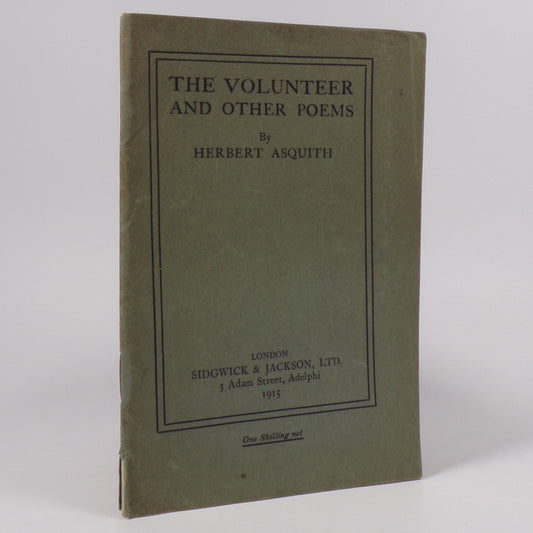 THE VOLUNTEER
AND OTHER POEMS
By
HERBERT ASQUITH
LONDON
SIDGWICK & JACKSON, LTD.
3 Adam Street, Adelphi
1915
One Shilling net